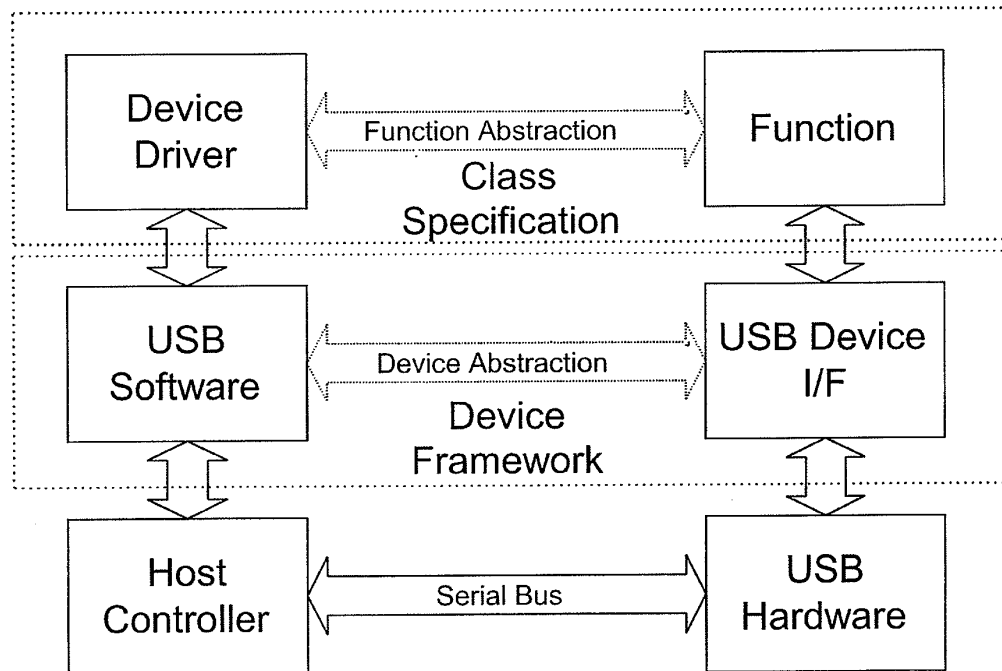 Device
Driver
Function Abstraction
Function
Class
Specification
USB
Software
Device Abstraction
USB Device
I/F
Device
Framework
Host
Controller
Serial Bus
USB
Hardware